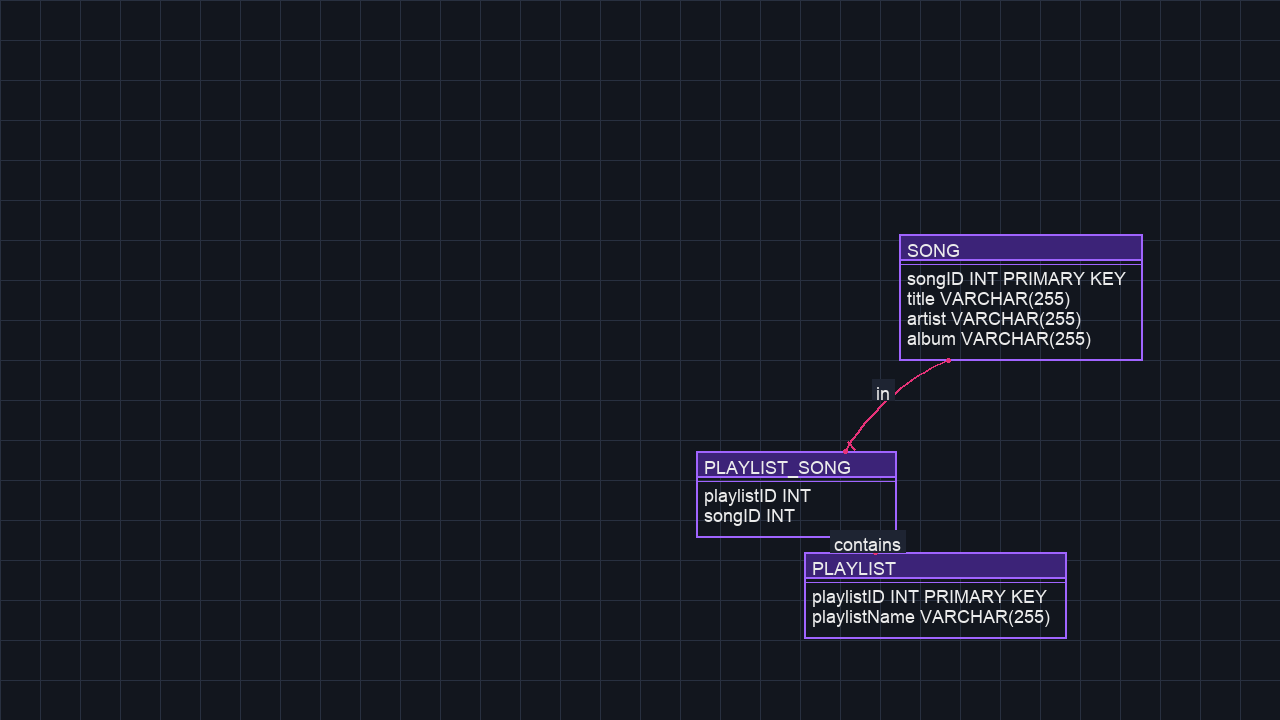 SONG
songID INT PRIMARY KEY
title VARCHAR(255)
artist VARCHAR(255)
album VARCHAR(255)
in
PLAYLIST_SONG
playlistID INT
songID INT
contains
PLAYLIST
playlistID INT PRIMARY KEY
playlistName VARCHAR(255)